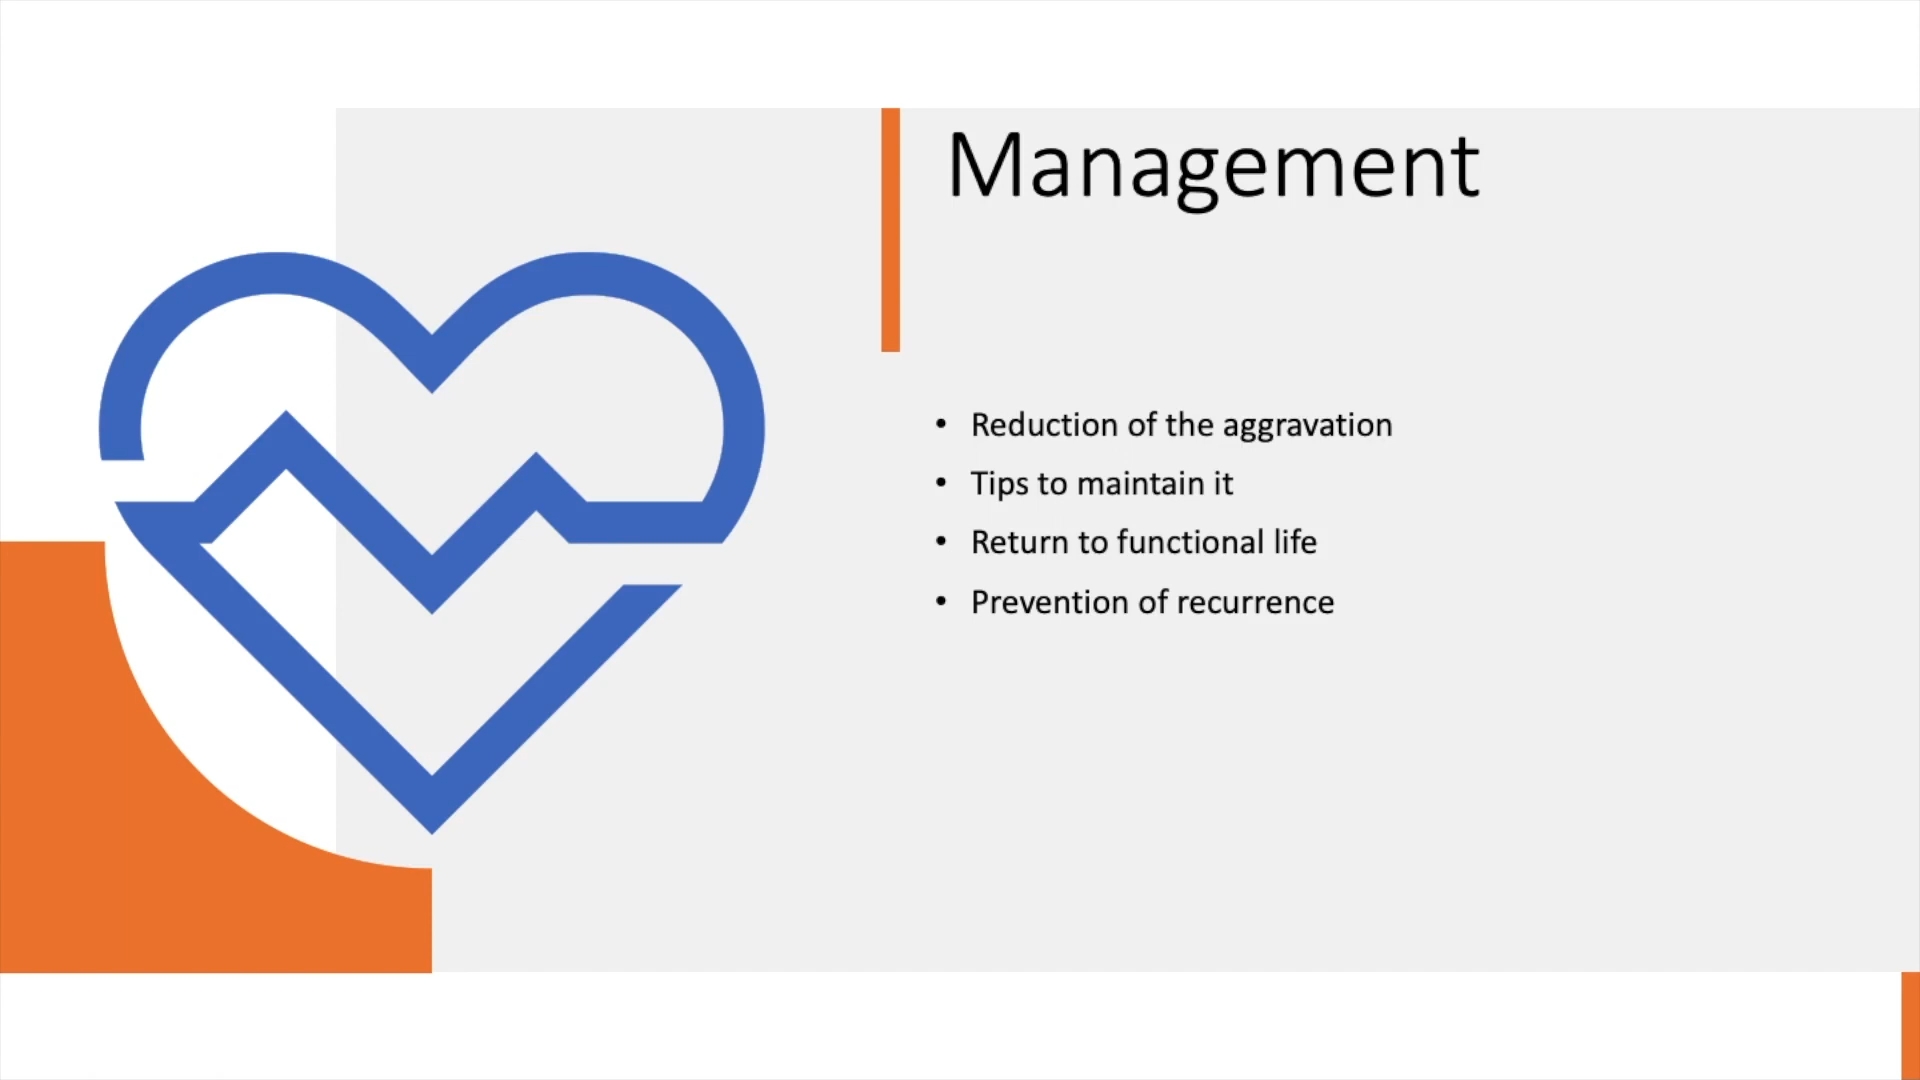 Management
• Reduction of the aggravation
• Tips to maintain it
• Return to functional life
• Prevention of recurrence